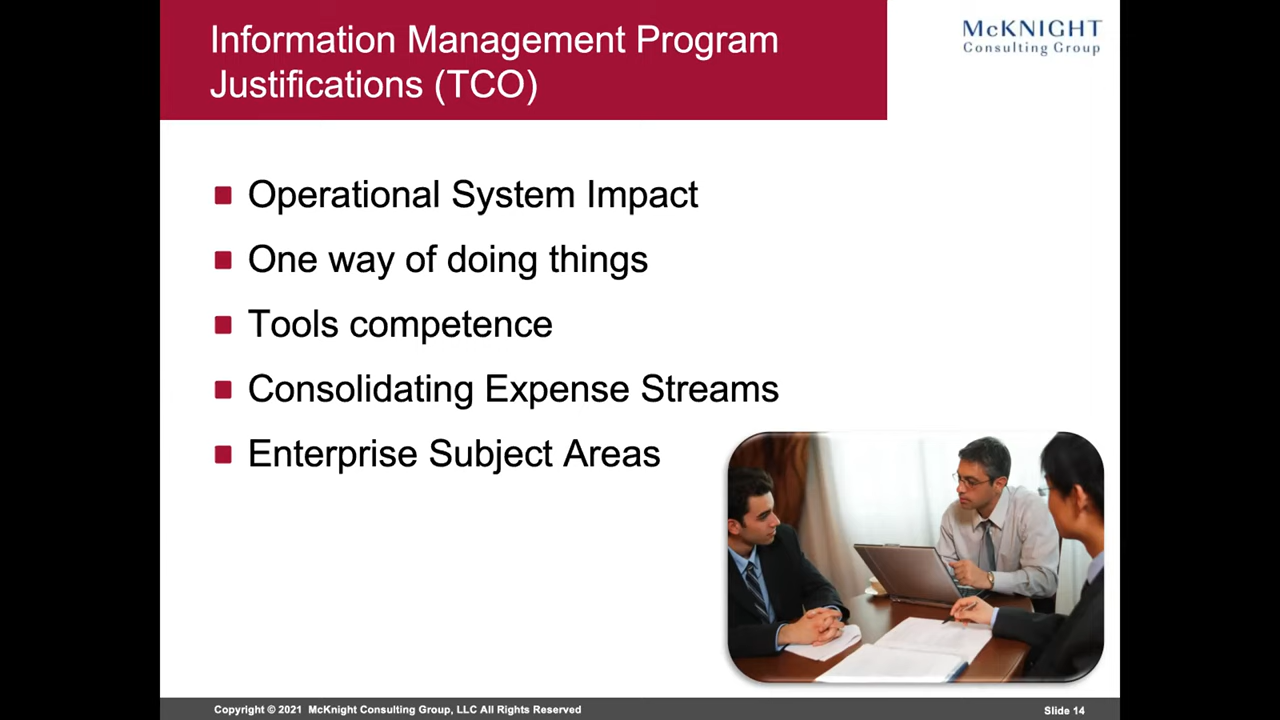 Information Management Program
Justifications (TCO)
McKNIGHT
Consulting Group
Operational System Impact
One way of doing things
Tools competence
Consolidating Expense Streams
Enterprise Subject Areas
Copyright © 2021 McKnight Consulting Group, LLC All Rights Reserved
Slide 14